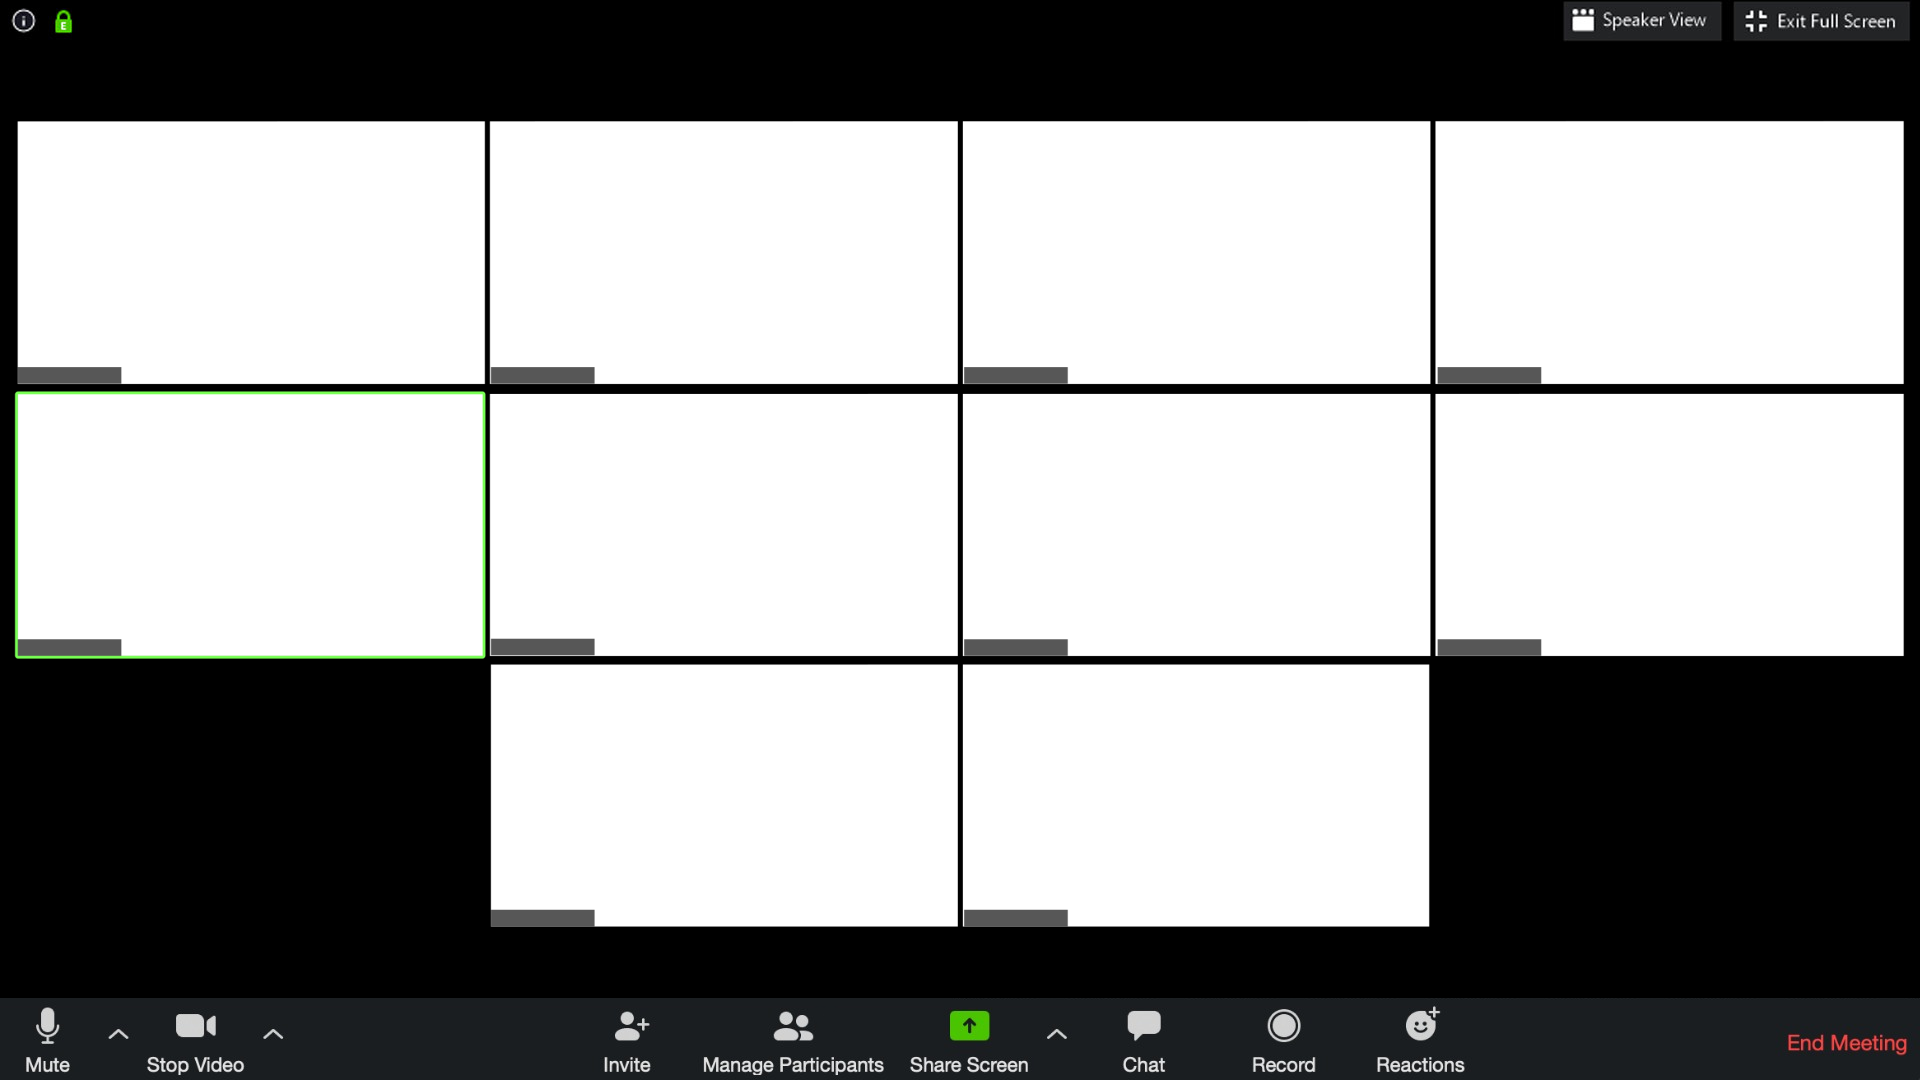 E
Speaker View
Exit Full Screen
Mute
Stop Video
Invite
Manage Participants
Share Screen
Chat
Record
Reactions
End Meeting